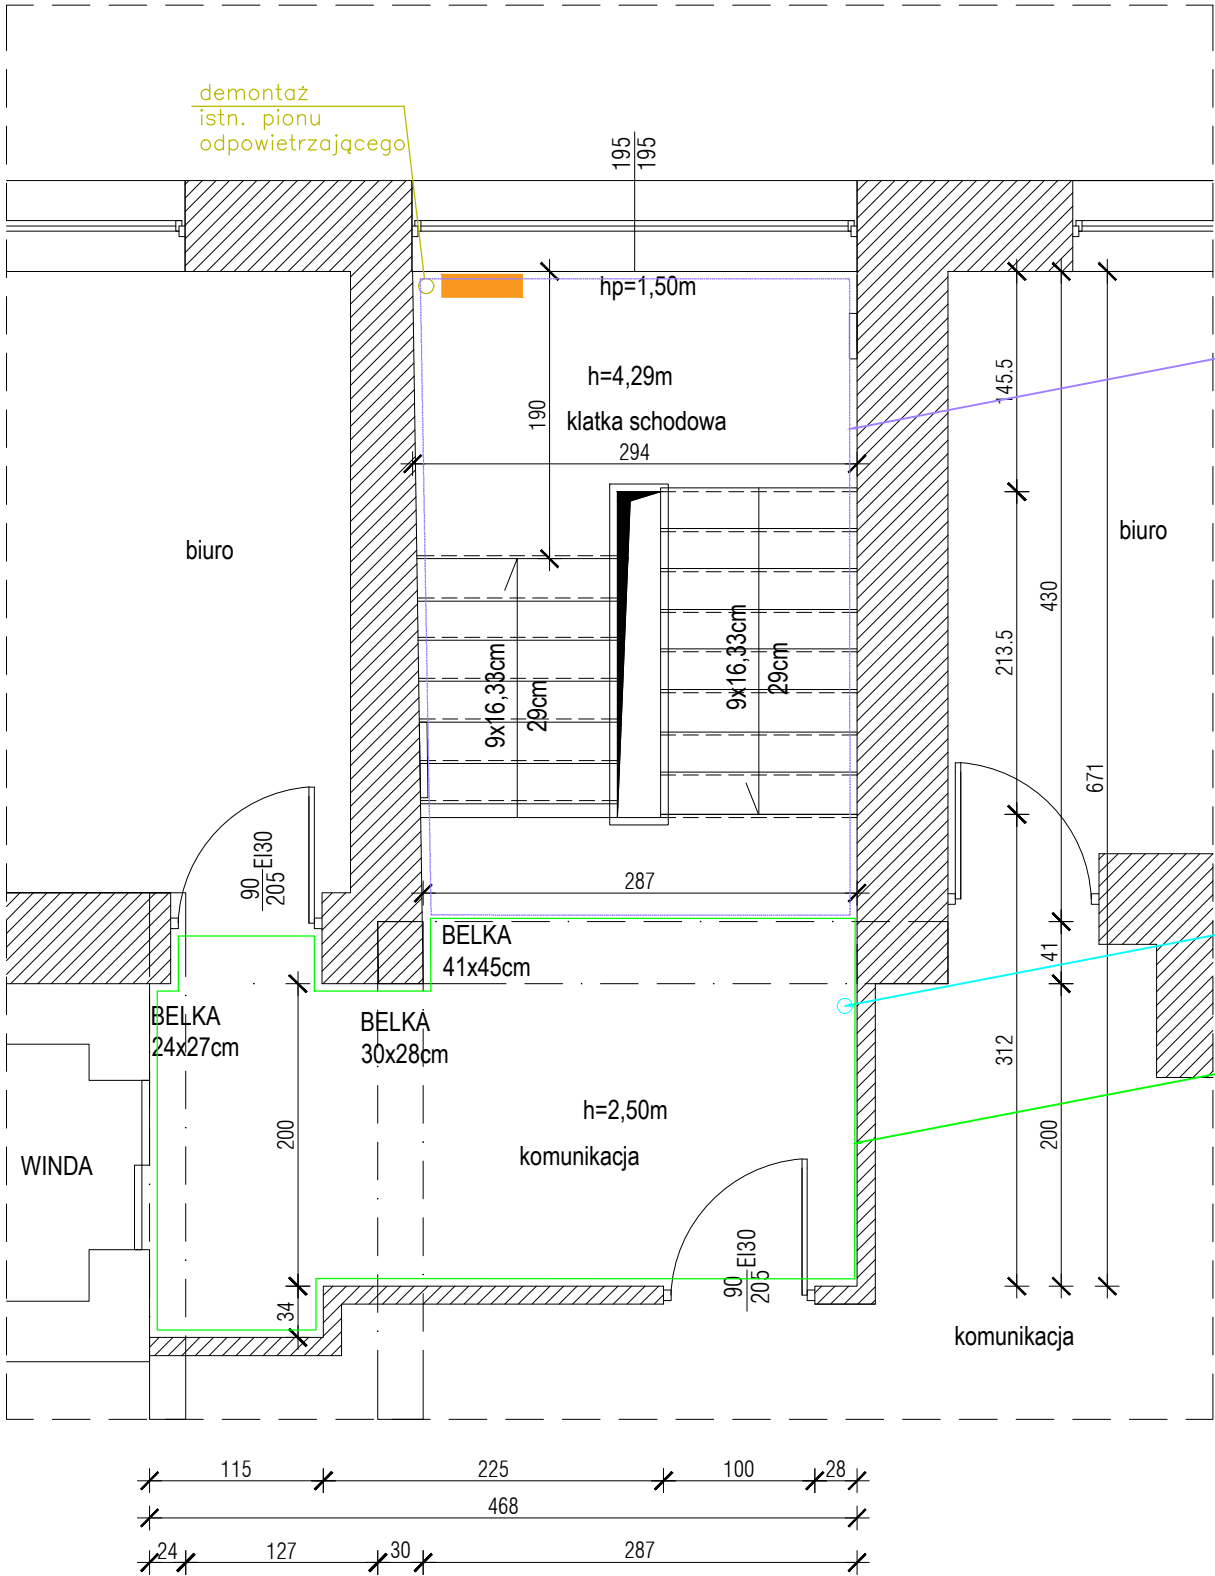 demontaż
istn. pionu
odpowietrzającego
195
195
hp=1,50m
h=4,29m
klatka schodowa
190
294
145.5
biuro
biuro
430
213.5
671
9x16,33cm
29cm
9x16,33cm
29cm
90 EI30
205
287
BELKA
41x45cm
41
BELKA
24x27cm
BELKA
30x28cm
312
200
200
h=2,50m
komunikacja
WINDA
90 EI30
205
34
komunikacja
115
225
100
28
468
24
127
30
287